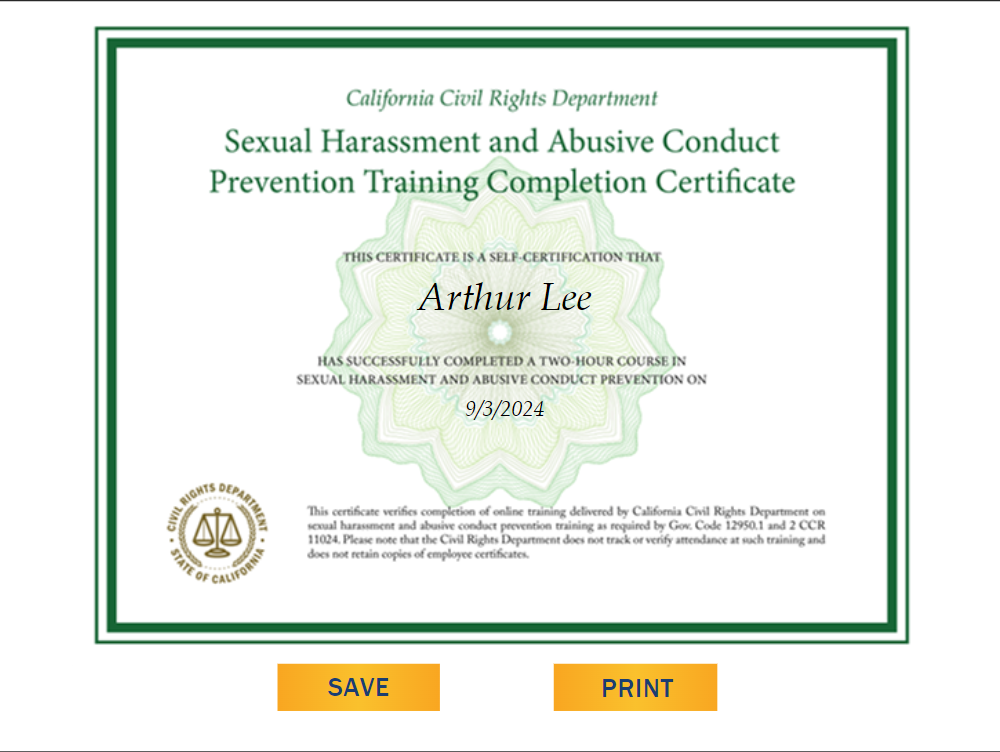 California Civil Rights Department
Sexual Harassment and Abusive Conduct
Prevention Training Completion Certificate
THIS CERTIFICATE IS A SELF-CERTIFICATION THAT
Arthur Lee
HAS SUCCESSFULLY COMPLETED A TWO-HOUR COURSE IN
SEXUAL HARASSMENT AND ABUSIVE CONDUCT PREVENTION ON
9/3/2024
CIVIL RIGHTS DEPARTMENT
STATE OF CALIFORNIA
This certificate verifies completion of online training delivered by California Civil Rights Department on
sexual harassment and abusive conduct prevention training as required by Gov. Code 12950.1 and 2 CCR
11024. Please note that the Civil Rights Department does not track or verify attendance at such training and
does not retain copies of employee certificates.
SAVE
PRINT